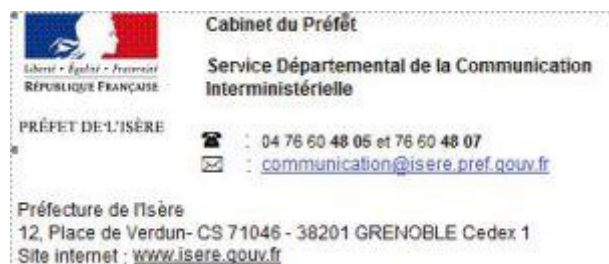 Cabinet du Préfet
Liberté • Égalité • Fraternité
RÉPUBLIQUE FRANÇAISE
Service Départemental de la Communication
Interministérielle
PRÉFET DE L'ISÈRE
: 04 76 60 48 05 et 76 60 48 07
: communication@isere.pref.gouv.fr
Préfecture de l'Isère
12, Place de Verdun- CS 71046 - 38201 GRENOBLE Cedex 1
Site internet : www.isere.gouv.fr